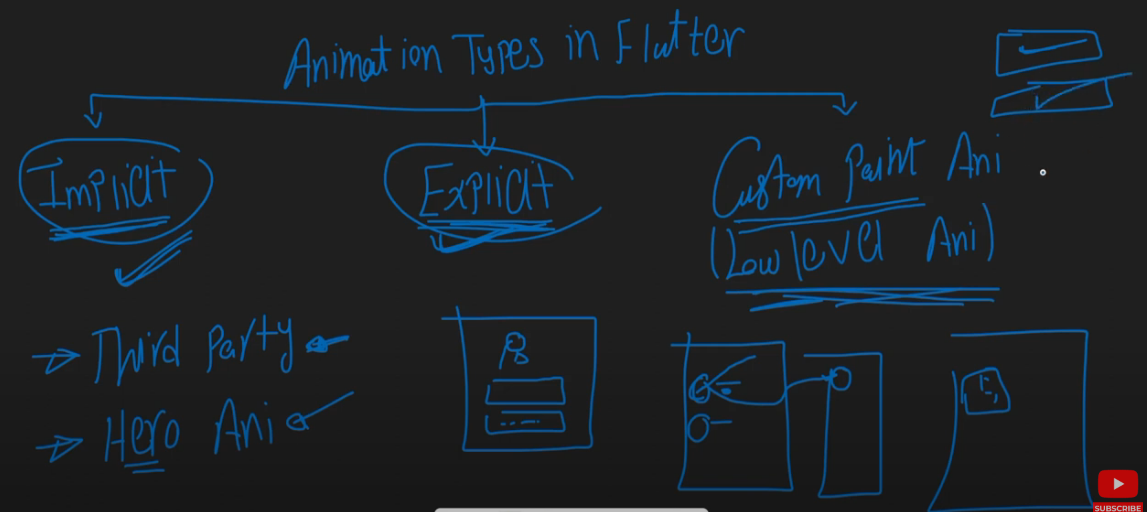 Animation Types in Flutter
Implicit
Explicit
Custom Paint Ani
(Low level Ani)
→ Third Party
→ Hero Ani
SUBSCRIBE